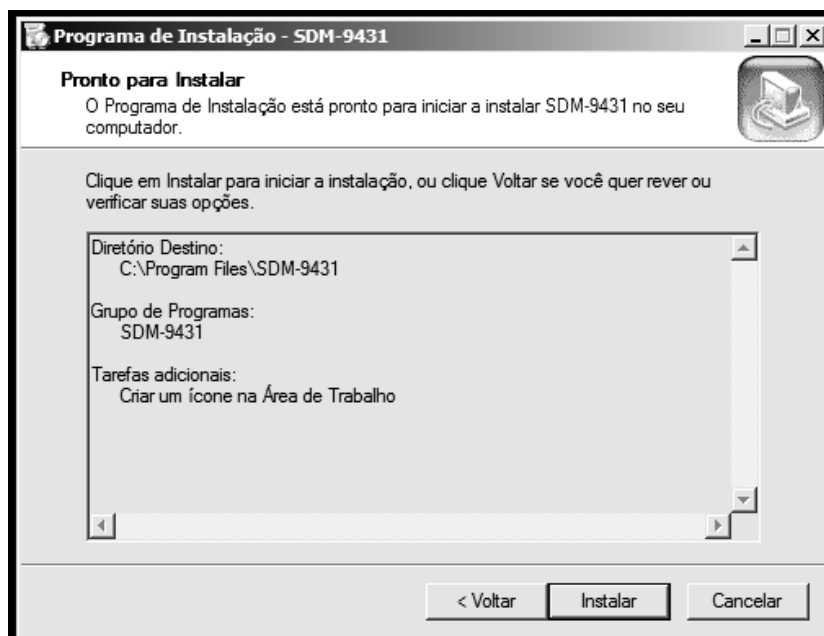 Programa de Instalação - SDM-9431
Pronto para Instalar
O Programa de Instalação está pronto para iniciar a instalar SDM-9431 no seu
computador.
Clique em Instalar para iniciar a instalação, ou clique Voltar se você quer rever ou
verificar suas opções.
Diretório Destino:
C:\Program Files\SDM-9431
Grupo de Programas:
SDM-9431
Tarefas adicionais:
Criar um ícone na Área de Trabalho
< Voltar
Instalar
Cancelar